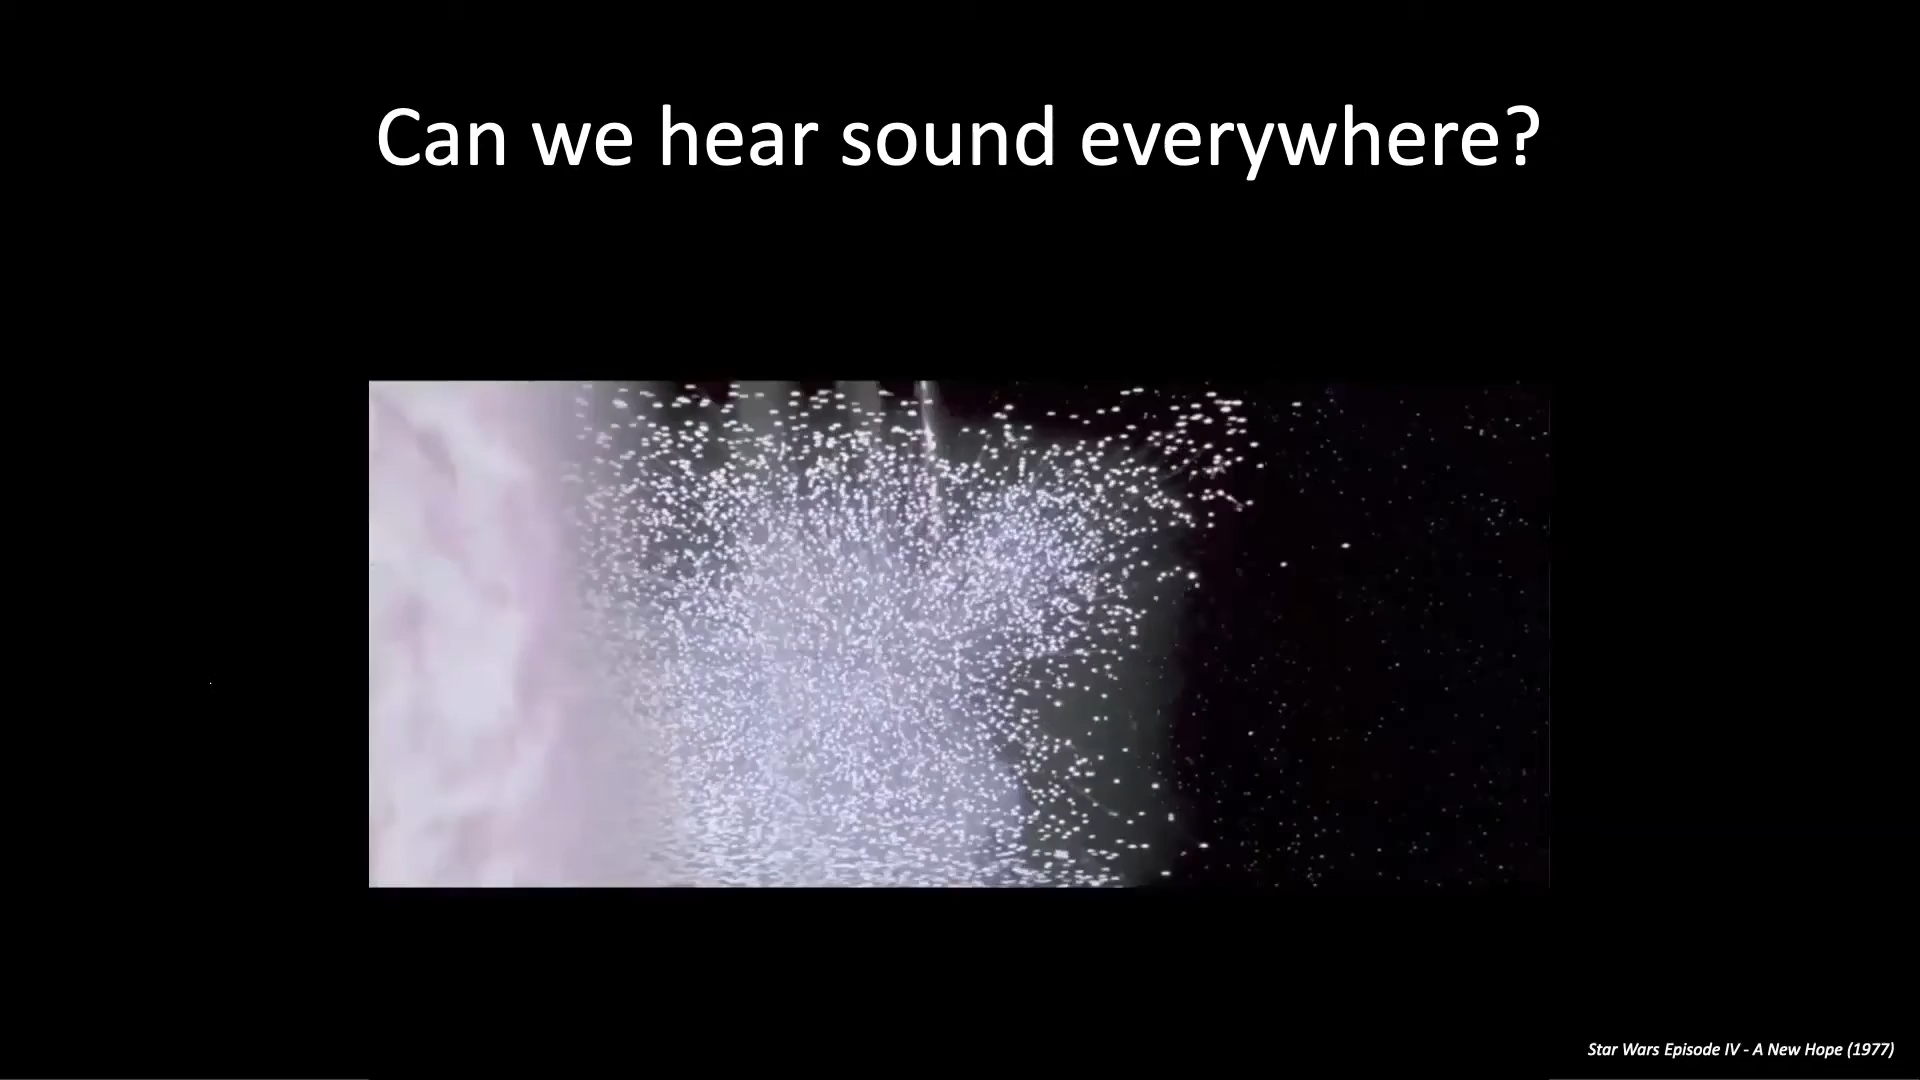 Can we hear sound everywhere?
Star Wars Episode IV - A New Hope (1977)